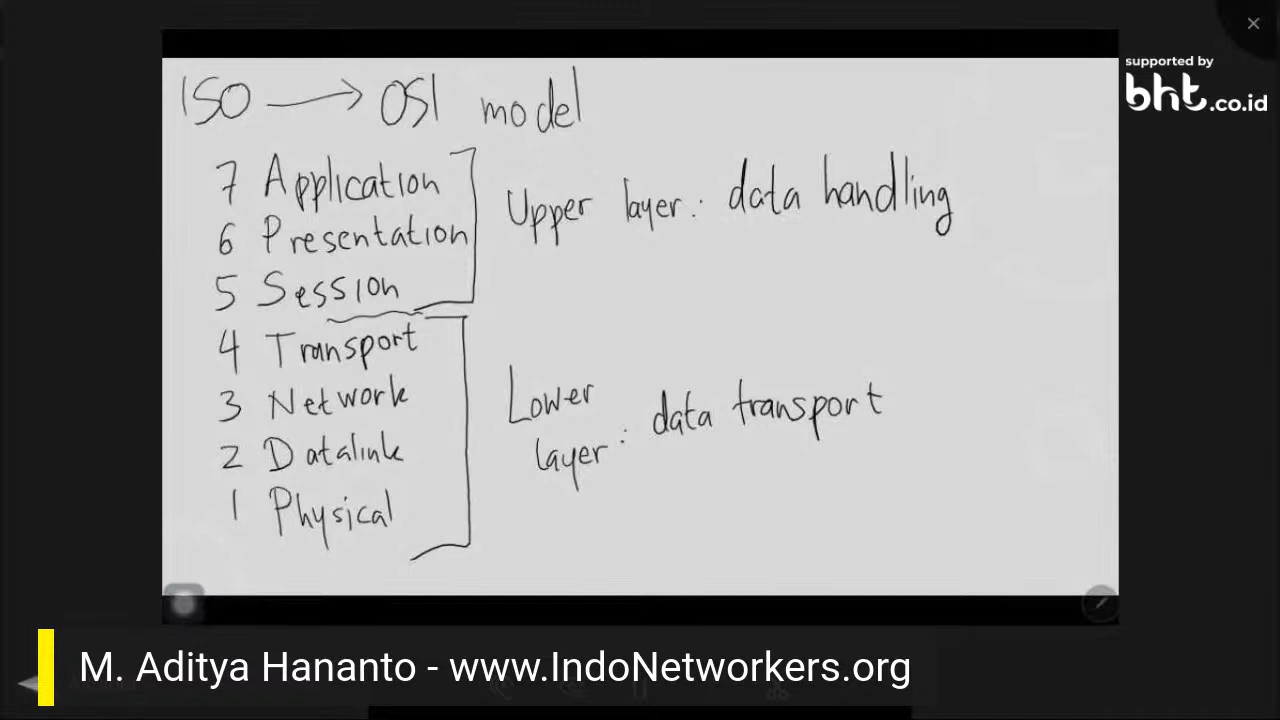 supported by
bht.co.id
ISO → OSI model
7 Application
6 Presentation
5 Session
Upper layer: data handling
4 Transport
3 Network
2 Datalink
1 Physical
Lower
layer: data transport
M. Aditya Hananto - www.IndoNetworkers.org